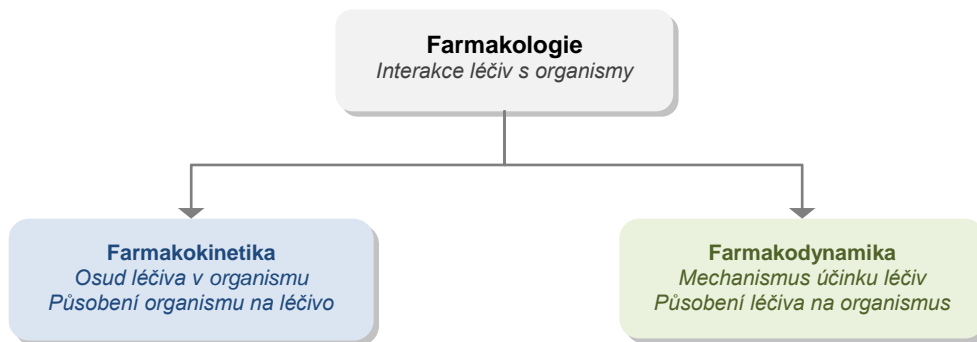 Farmakologie
Interakce léčiv s organismy
Farmakokinetika
Osud léčiva v organismu
Působení organismu na léčivo
Farmakodynamika
Mechanismus účinku léčiv
Působení léčiva na organismus